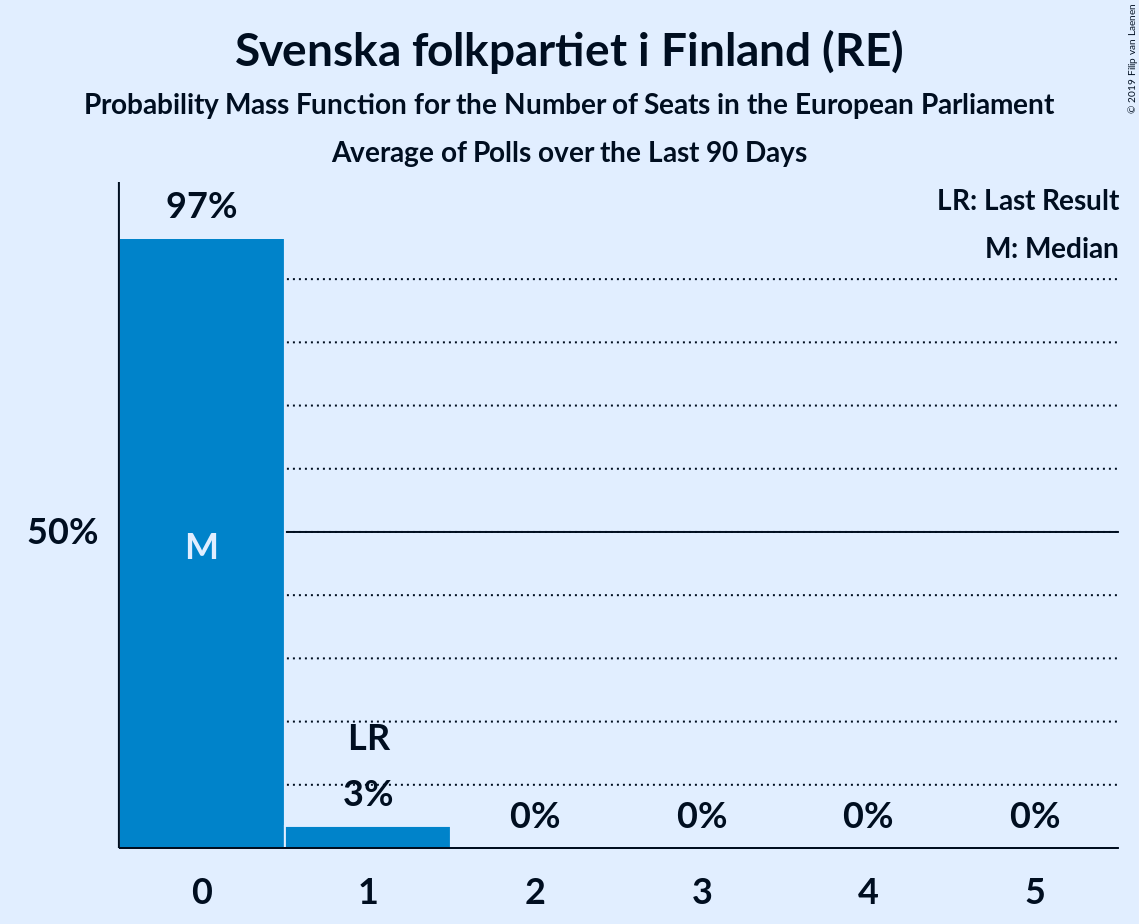 Svenska folkpartiet i Finland (RE)
Probability Mass Function for the Number of Seats in the European Parliament
Average of Polls over the Last 90 Days
© 2019 Filip van Laenen
LR: Last Result
M: Median
97%
50%
M
LR
3%
0%
0%
0%
0%
0
1
2
3
4
5